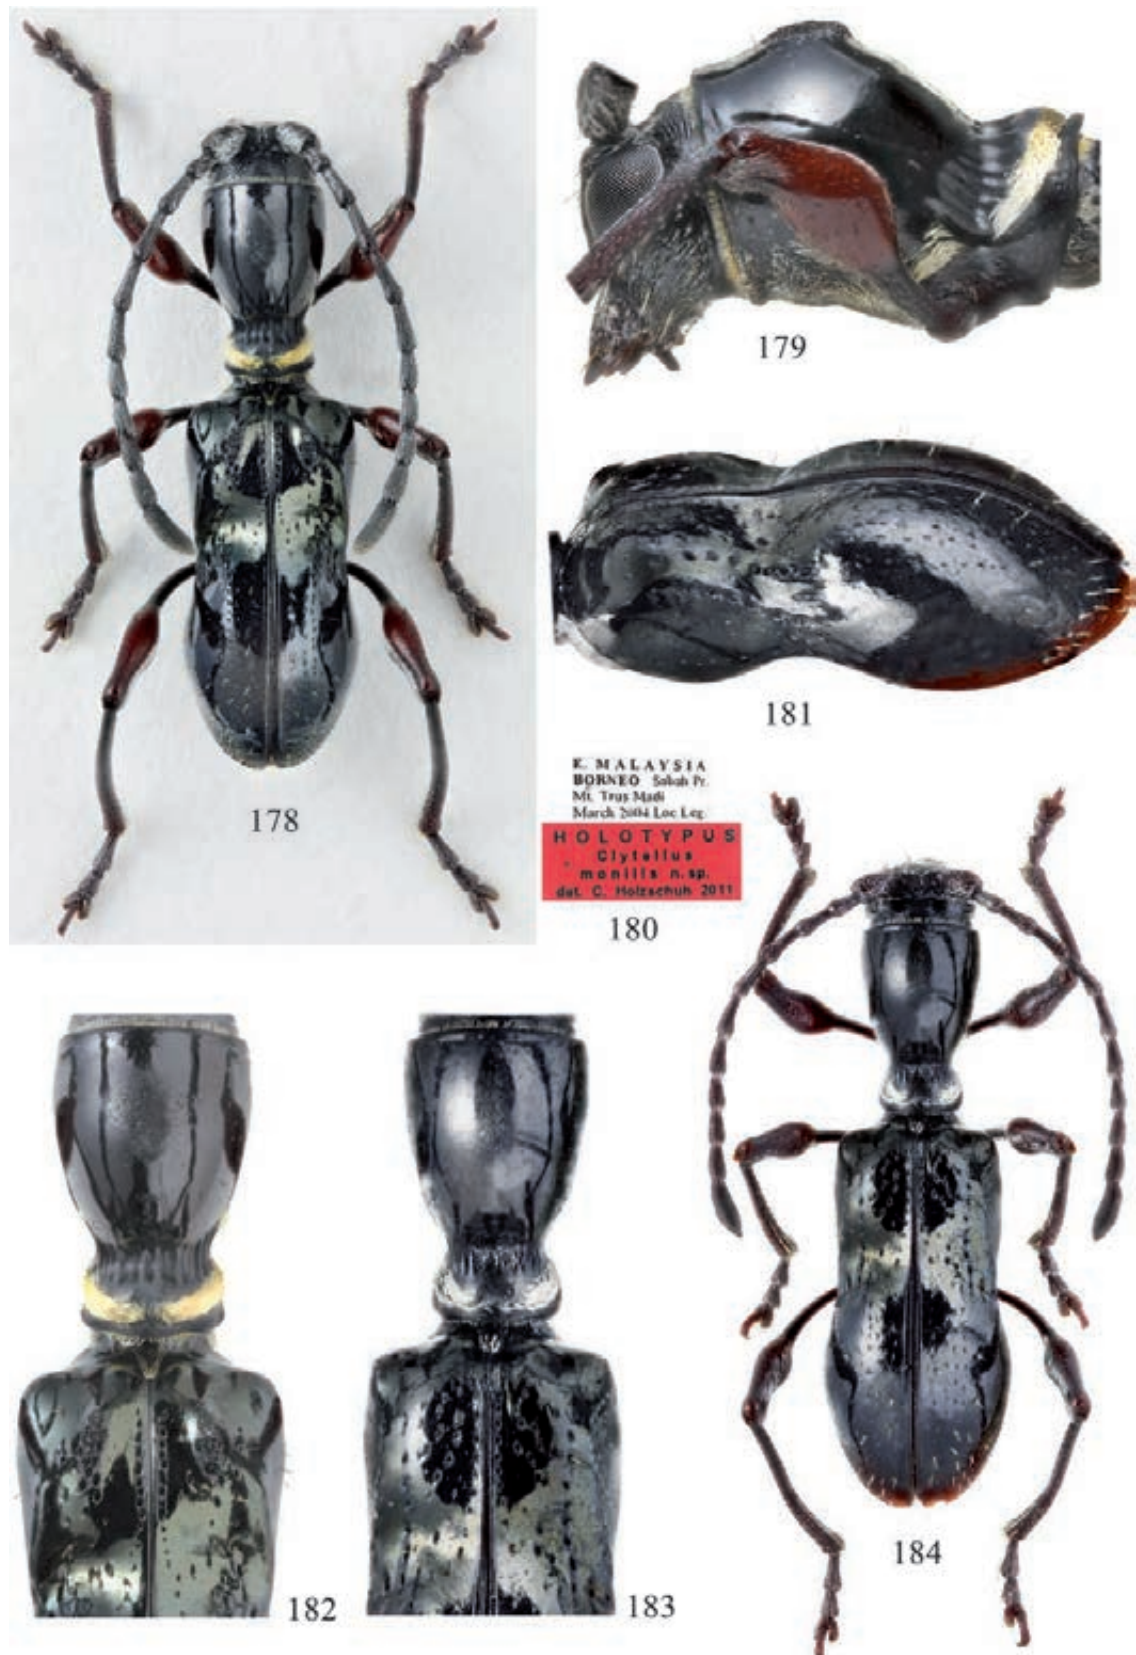 178
179
181
E. MALAYSIA
BORNEO Sabah Pr.
Mt. Trus Madi
March 2004 Loc Leg.
HOLOTYPUS
Clytellus
monilis n.sp.
det. C. Holzschuh 2011
180
182
183
184